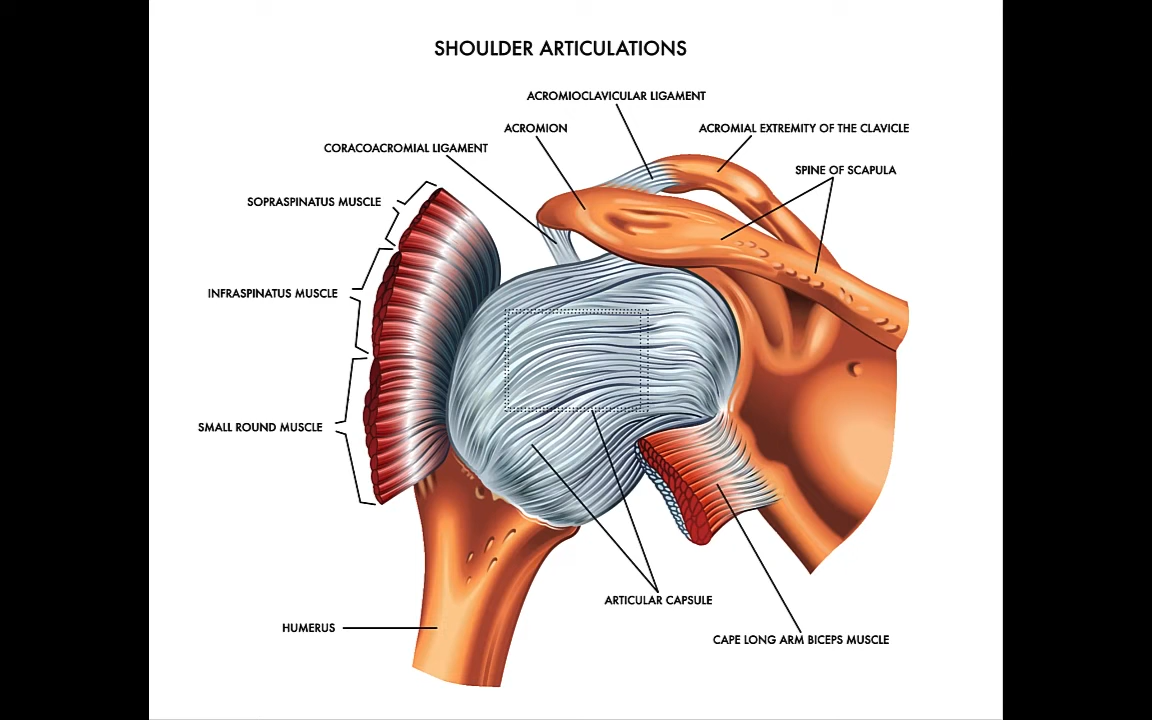 SHOULDER ARTICULATIONS
ACROMIOCLAVICULAR LIGAMENT
ACROMION
ACROMIAL EXTREMITY OF THE CLAVICLE
CORACOACROMIAL LIGAMENT
SPINE OF SCAPULA
SOPRASPINATUS MUSCLE
INFRASPINATUS MUSCLE
SMALL ROUND MUSCLE
ARTICULAR CAPSULE
HUMERUS
CAPE LONG ARM BICEPS MUSCLE